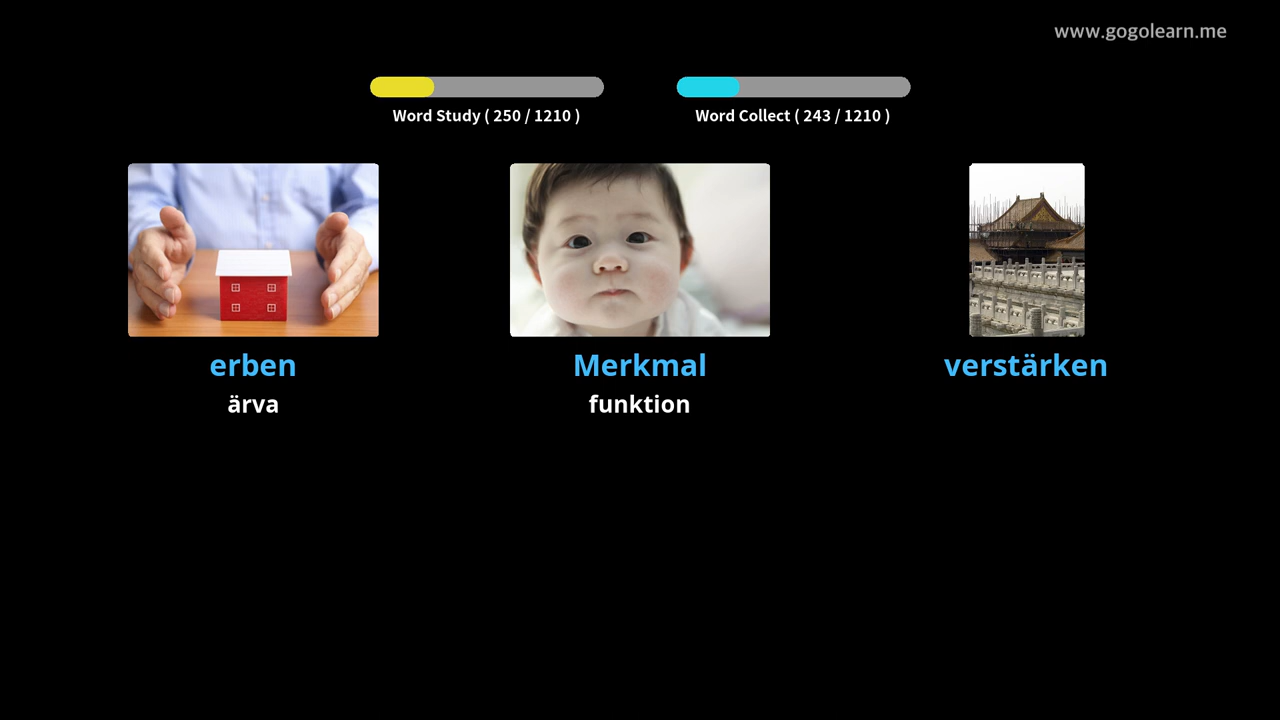 www.gogolearn.me
Word Study ( 250 / 1210 )
Word Collect ( 243 / 1210 )
erben
Merkmal
verstärken
ärva
funktion